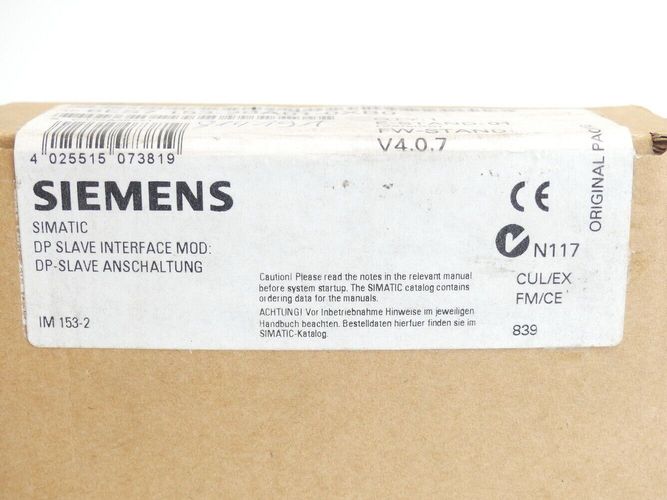 FW-STAND
V4.0.7
4 025515 073819
SIEMENS
SIMATIC
DP SLAVE INTERFACE MOD:
DP-SLAVE ANSCHALTUNG
IM 153-2
Caution! Please read the notes in the relevant manual
before system startup. The SIMATIC catalog contains
ordering data for the manuals.
ACHTUNG! Vor Inbetriebnahme Hinweise im jeweiligen
Handbuch beachten. Bestelldaten hierfuer finden sie im
SIMATIC-Katalog.
CE
N117
CUL/EX
FM/CE
839
ORIGINAL